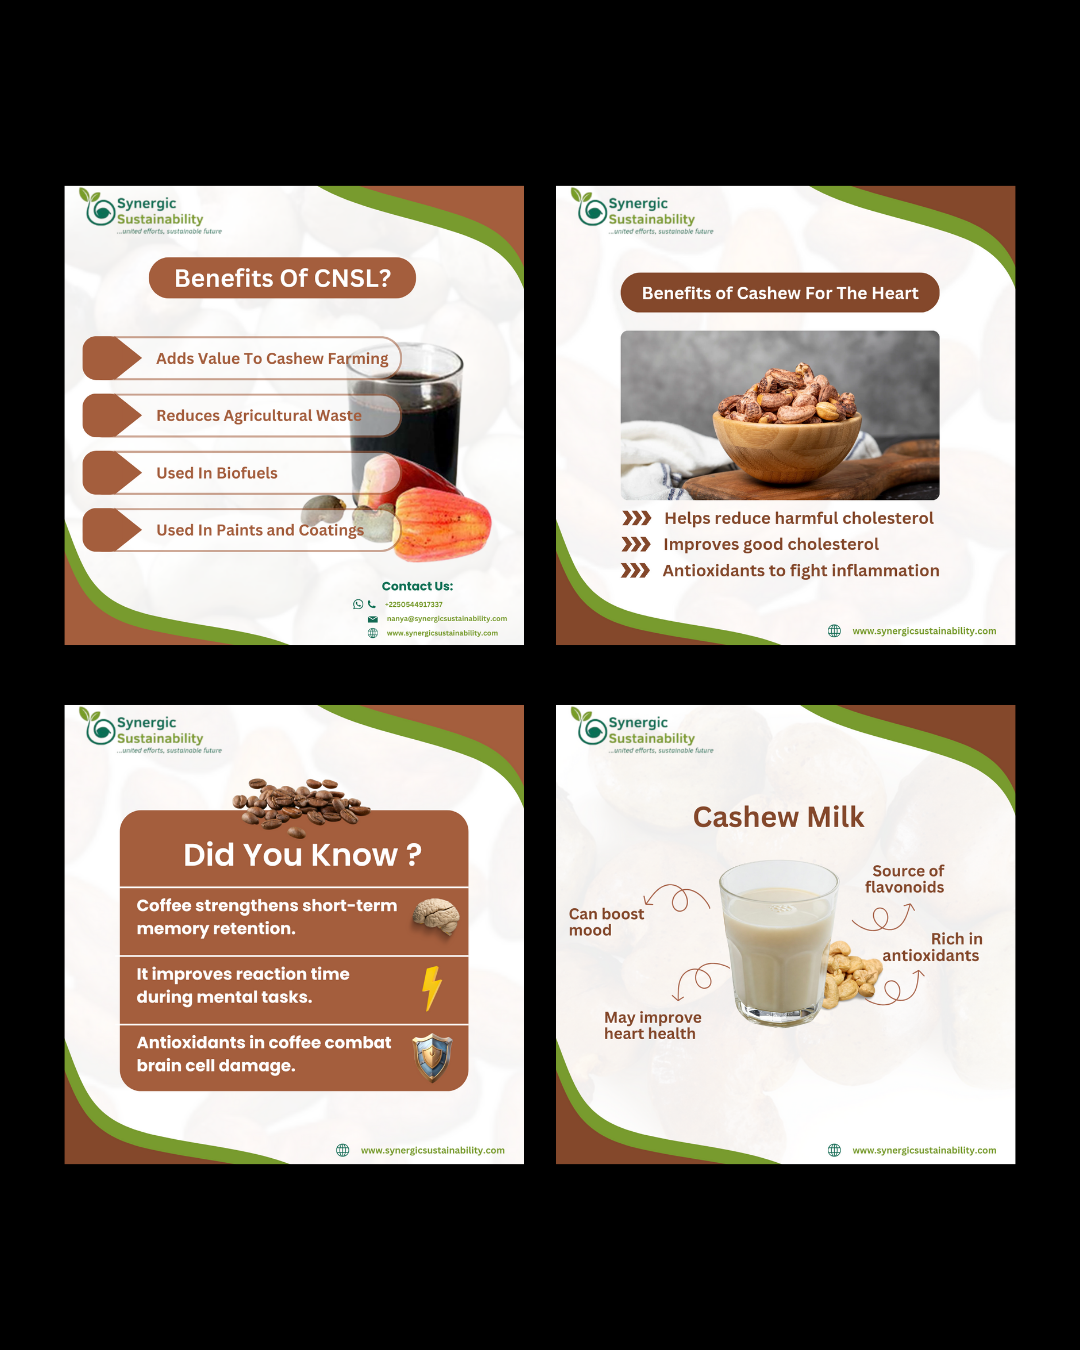 Synergic
Sustainability
...united efforts, sustainable future
Benefits Of CNSL?
Adds Value To Cashew Farming
Reduces Agricultural Waste
Used In Biofuels
Used In Paints and Coatings
Contact Us:
+2250544917337
nanya@synergicsustainability.com
www.synergicsustainability.com
Synergic
Sustainability
...united efforts, sustainable future
Benefits of Cashew For The Heart
Helps reduce harmful cholesterol
Improves good cholesterol
Antioxidants to fight inflammation
www.synergicsustainability.com
Synergic
Sustainability
...united efforts, sustainable future
Did You Know ?
Coffee strengthens short-term
memory retention.
It improves reaction time
during mental tasks.
Antioxidants in coffee combat
brain cell damage.
www.synergicsustainability.com
Synergic
Sustainability
...united efforts, sustainable future
Cashew Milk
Can boost
mood
May improve
heart health
Source of
flavonoids
Rich in
antioxidants
www.synergicsustainability.com